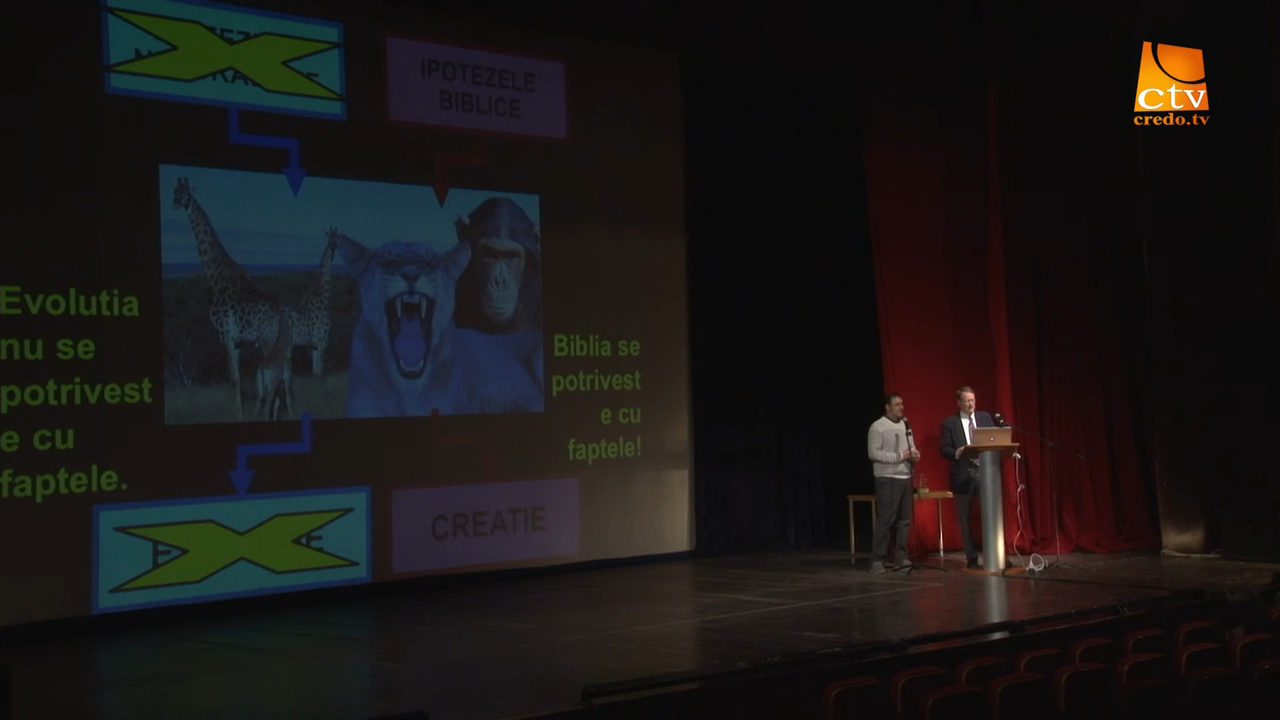 IPOTEZELE
BIBLICE
Evolutia
nu se
potrivest
e cu
faptele.
Biblia se
potrivest
e cu
faptele!
CREATIE
ctv
credo.tv